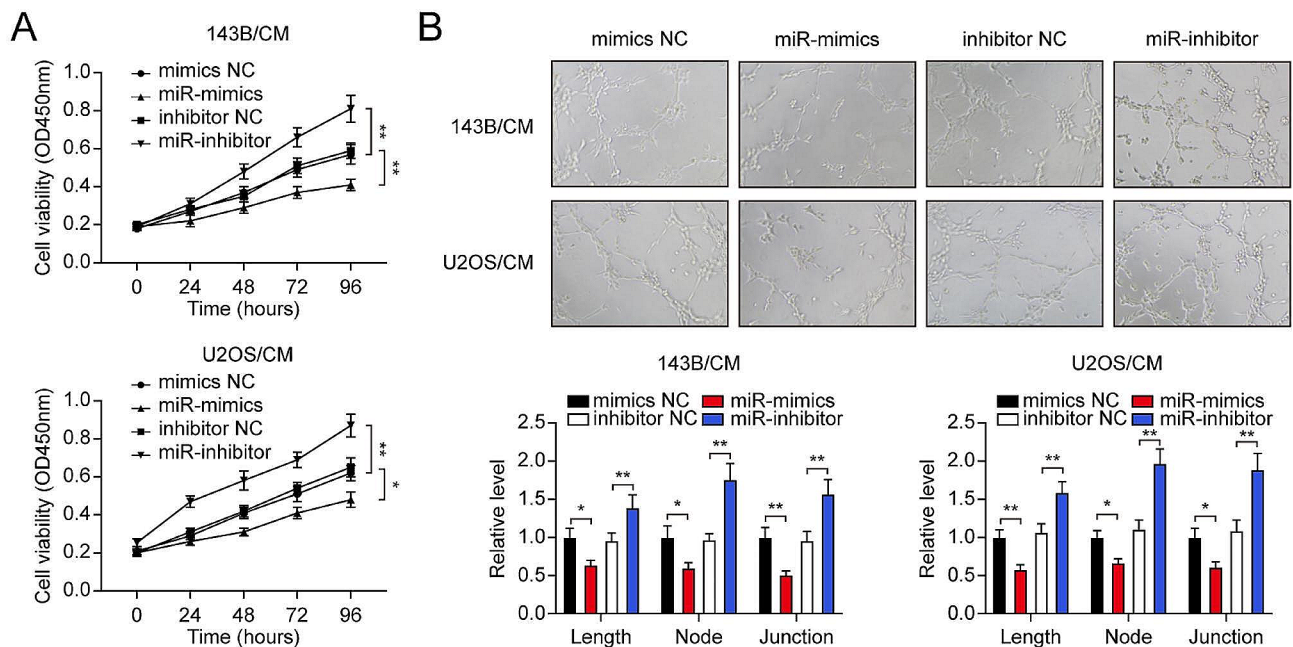 A
143B/CM
mimics NC
miR-mimics
inhibitor NC
miR-inhibitor
Cell viability (OD450nm)
1.0
0.8
0.6
0.4
0.2
0.0
**
**
0 24 48 72 96
Time (hours)
U2OS/CM
mimics NC
miR-mimics
inhibitor NC
miR-inhibitor
Cell viability (OD450nm)
1.0
0.8
0.6
0.4
0.2
0.0
**
*
0 24 48 72 96
Time (hours)
B
mimics NC miR-mimics inhibitor NC miR-inhibitor
143B/CM
U2OS/CM
143B/CM
mimics NC miR-mimics
inhibitor NC miR-inhibitor
Relative level
2.5
2.0
1.5
1.0
0.5
0.0
* ** * ** ** **
Length Node Junction
U2OS/CM
mimics NC miR-mimics
inhibitor NC miR-inhibitor
Relative level
2.5
2.0
1.5
1.0
0.5
0.0
** ** * ** * **
Length Node Junction